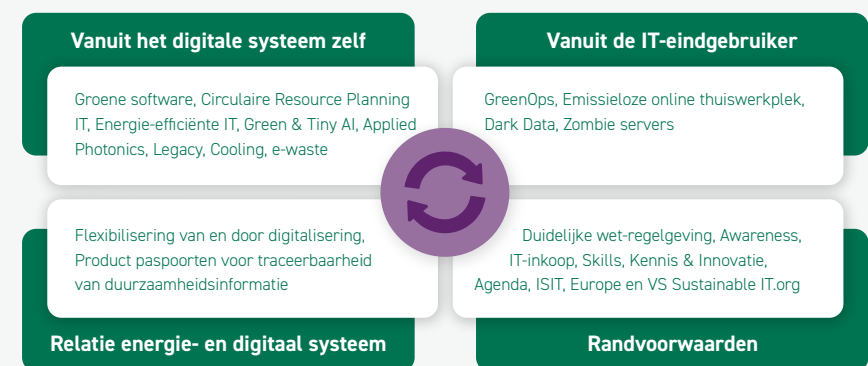 Vanuit het digitale systeem zelf
Groene software, Circulaire Resource Planning
IT, Energie-efficiënte IT, Green & Tiny AI, Applied
Photonics, Legacy, Cooling, e-waste
Vanuit de IT-eindgebruiker
GreenOps, Emissieloze online thuiswerkplek,
Dark Data, Zombie servers
Flexibilisering van en door digitalisering,
Product paspoorten voor traceerbaarheid
van duurzaamheidsinformatie
Relatie energie- en digitaal systeem
Duidelijke wet-regelgeving, Awareness,
IT-inkoop, Skills, Kennis & Innovatie,
Agenda, ISIT, Europe en VS Sustainable IT.org
Randvoorwaarden